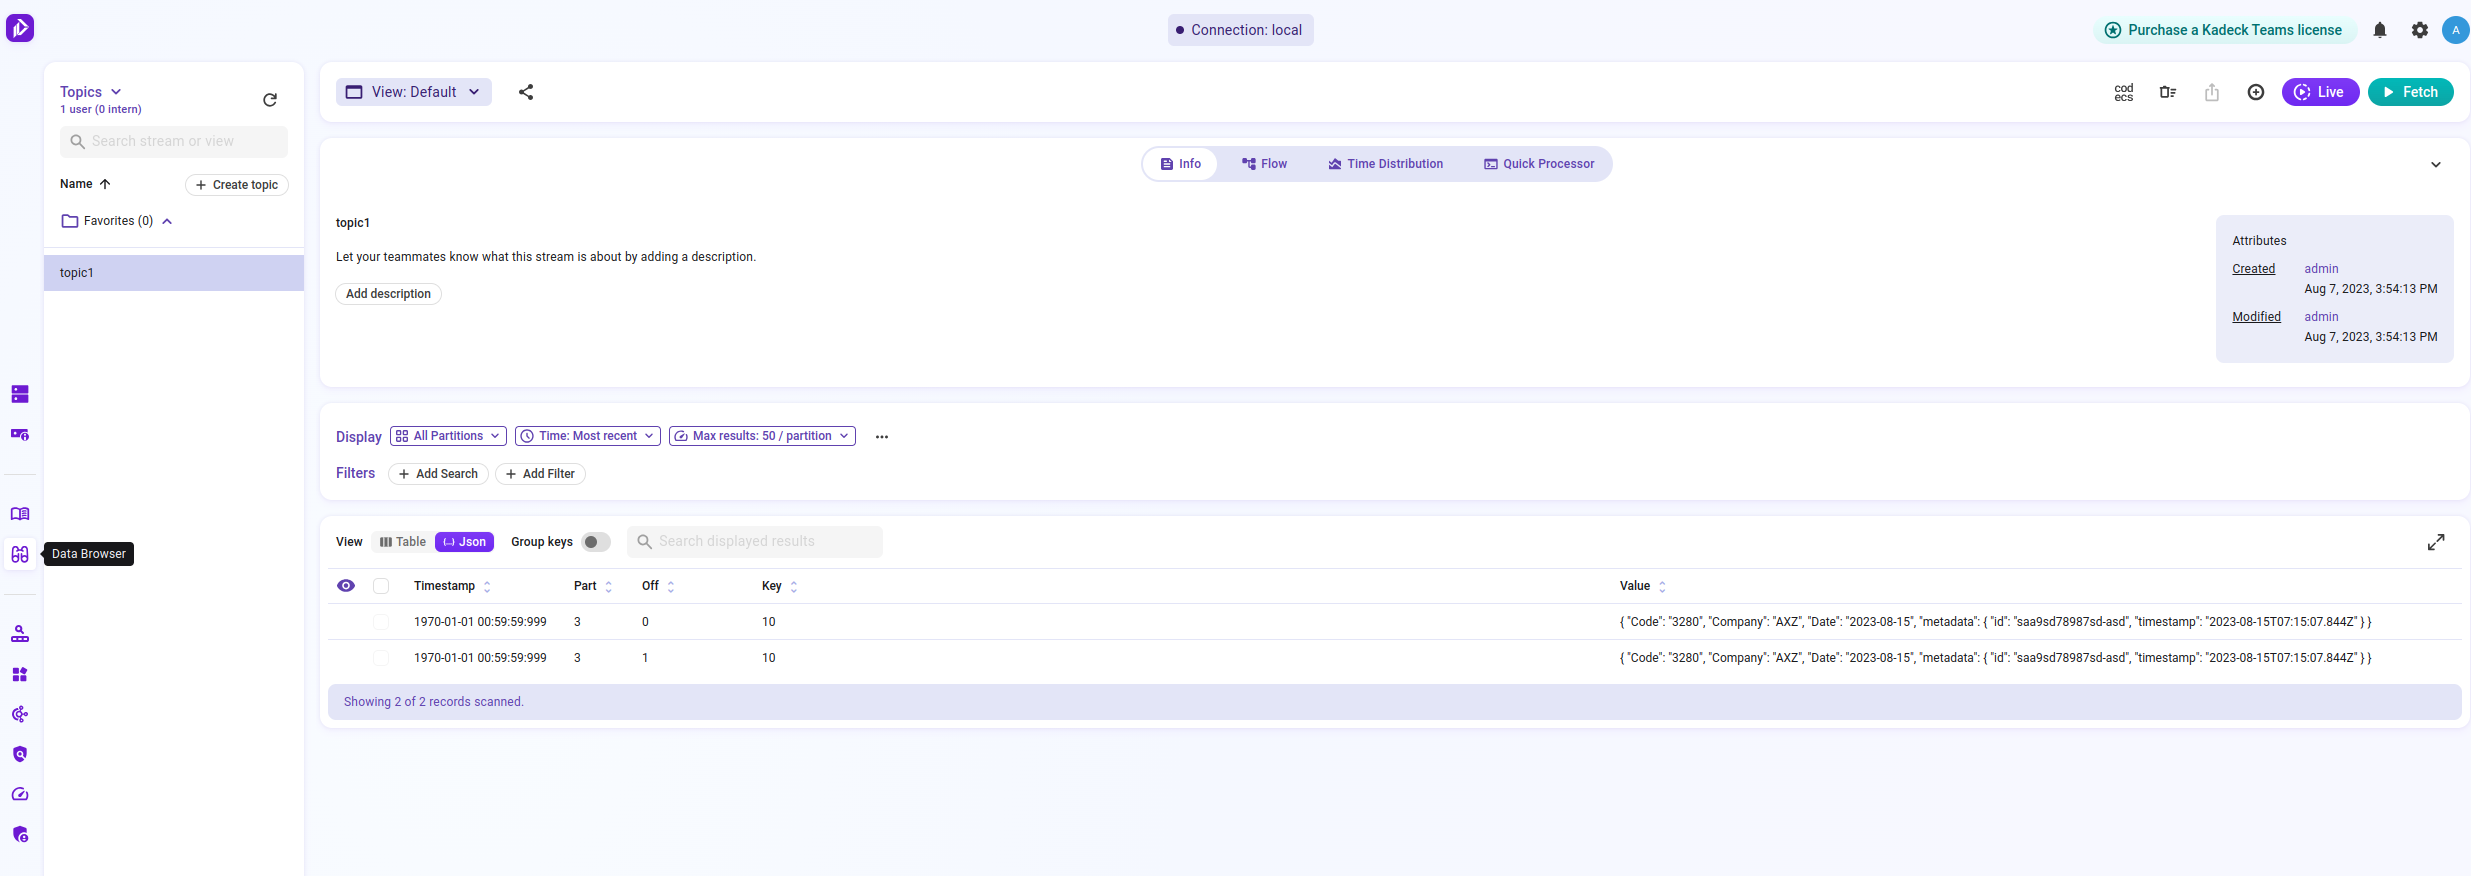 Connection: local
Purchase a Kadeck Teams license
A
Topics
1 user (0 intern)
Search stream or view
Name
Create topic
Favorites (0)
topic1
Data Browser
View: Default
cod
ecs
Live
Fetch
Info
Flow
Time Distribution
Quick Processor
topic1
Let your teammates know what this stream is about by adding a description.
Add description
Attributes
Created admin
Aug 7, 2023, 3:54:13 PM
Modified admin
Aug 7, 2023, 3:54:13 PM
Display All Partitions Time: Most recent Max results: 50 / partition
Filters Add Search Add Filter
View Table Json Group keys Search displayed results
Timestamp Part Off Key Value
1970-01-01 00:59:59:999 3 0 10 { "Code": "3280", "Company": "AXZ", "Date": "2023-08-15", "metadata": { "id": "saa9sd78987sd-asd", "timestamp": "2023-08-15T07:15:07.844Z" } }
1970-01-01 00:59:59:999 3 1 10 { "Code": "3280", "Company": "AXZ", "Date": "2023-08-15", "metadata": { "id": "saa9sd78987sd-asd", "timestamp": "2023-08-15T07:15:07.844Z" } }
Showing 2 of 2 records scanned.